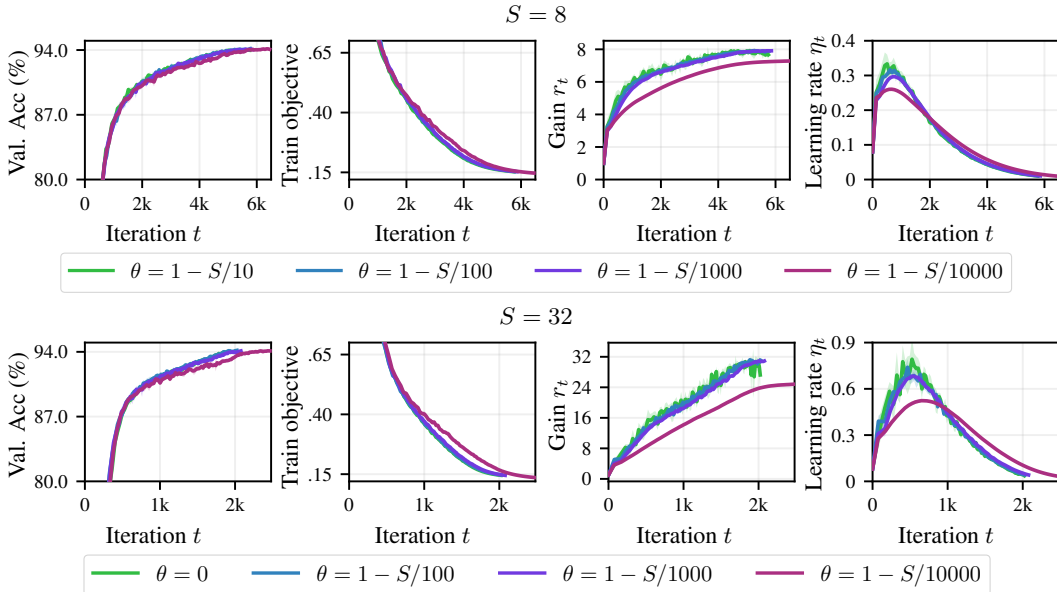 S = 8
Val. Acc (%)
94.0
87.0
80.0
0 2k 4k 6k
Iteration t
Train objective
.65
.40
.15
2k 4k 6k
Iteration t
Gain r_t
8
6
4
2
0
0 2k 4k 6k
Iteration t
Learning rate η_t
0.4
0.3
0.2
0.1
0
0 2k 4k 6k
Iteration t
θ = 1 − S/10 θ = 1 − S/100 θ = 1 − S/1000 θ = 1 − S/10000
S = 32
Val. Acc (%)
94.0
87.0
80.0
0 1k 2k
Iteration t
Train objective
.65
.40
.15
0 1k 2k
Iteration t
Gain r_t
32
24
16
8
0
0 1k 2k
Iteration t
Learning rate η_t
0.9
0.6
0.3
0
0 1k 2k
Iteration t
θ = 0 θ = 1 − S/100 θ = 1 − S/1000 θ = 1 − S/10000